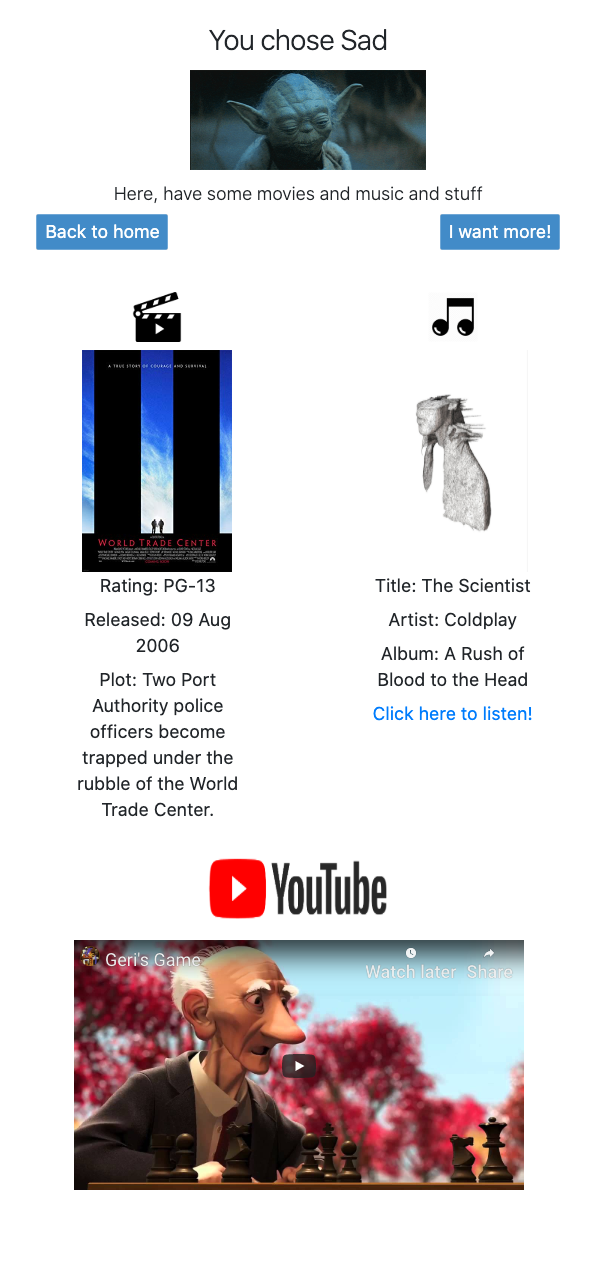 You chose Sad
Here, have some movies and music and stuff
Back to home
I want more!
A TRUE STORY OF COURAGE AND SURVIVAL
WORLD TRADE CENTER
Rating: PG-13
Released: 09 Aug
2006
Plot: Two Port
Authority police
officers become
trapped under the
rubble of the World
Trade Center.
Title: The Scientist
Artist: Coldplay
Album: A Rush of
Blood to the Head
Click here to listen!
YouTube
Geri's Game
Watch later
Share